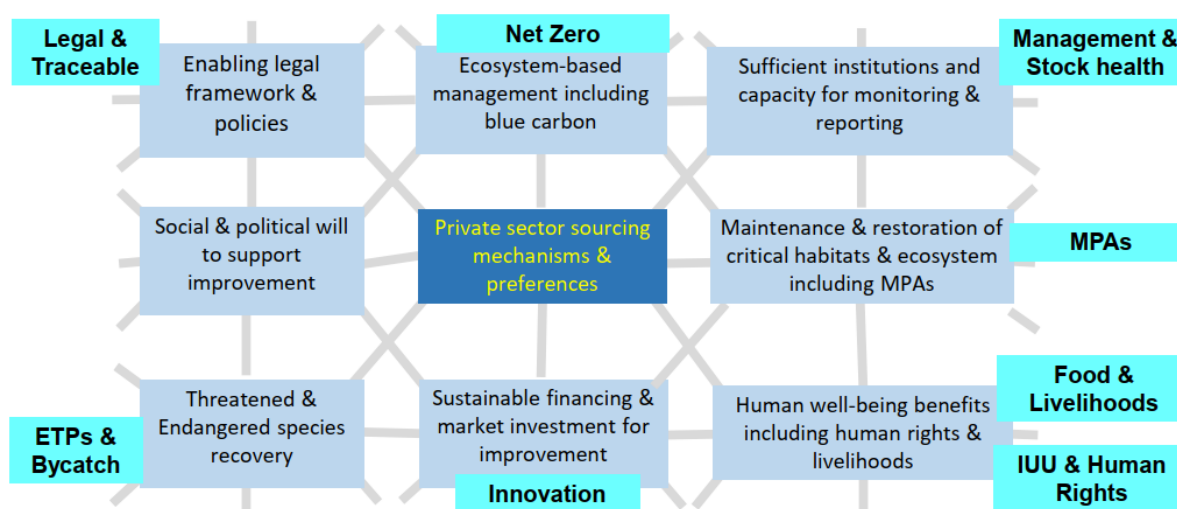 Legal &
Traceable
Enabling legal
framework &
policies
Net Zero
Ecosystem-based
management including
blue carbon
Management &
Stock health
Sufficient institutions and
capacity for monitoring &
reporting
Social & political will
to support
improvement
Private sector sourcing
mechanisms &
preferences
Maintenance & restoration of
critical habitats & ecosystem
including MPAs
MPAs
Threatened &
Endangered species
recovery
ETPs &
Bycatch
Sustainable financing &
market investment for
improvement
Innovation
Human well-being benefits
including human rights &
livelihoods
Food &
Livelihoods
IUU & Human
Rights